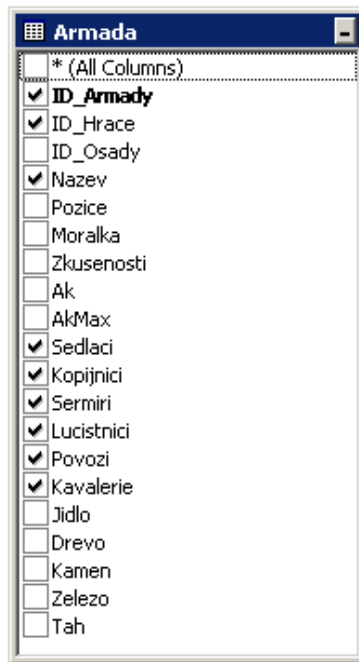 Armada
* (All Columns)
ID_Armady
ID_Hrace
ID_Osady
Nazev
Pozice
Moralka
Zkusenosti
Ak
AkMax
Sedlaci
Kopijnici
Sermiri
Lucistnici
Povozi
Kavalerie
Jidlo
Drevo
Kamen
Zelezo
Tah